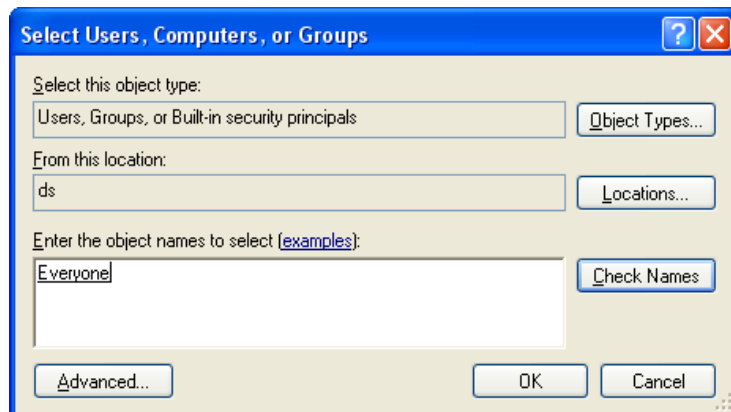 Select Users, Computers, or Groups
Select this object type:
Users, Groups, or Built-in security principals
Object Types...
From this location:
ds
Locations...
Enter the object names to select (examples):
Everyone
Check Names
Advanced...
OK
Cancel